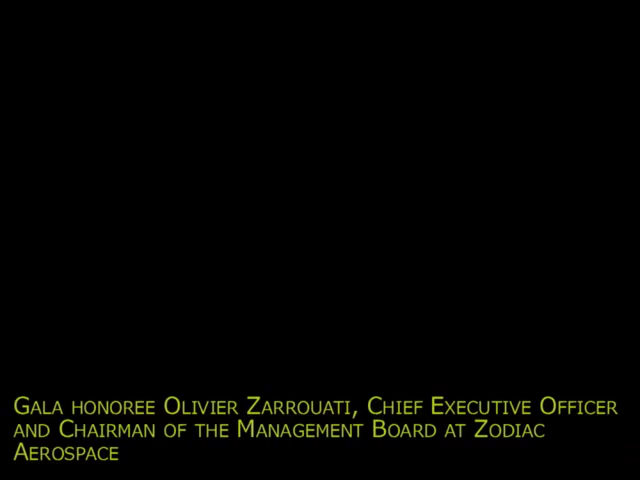 Gala honoree Olivier Zarrouati, Chief Executive Officer
and Chairman of the Management Board at Zodiac
Aerospace